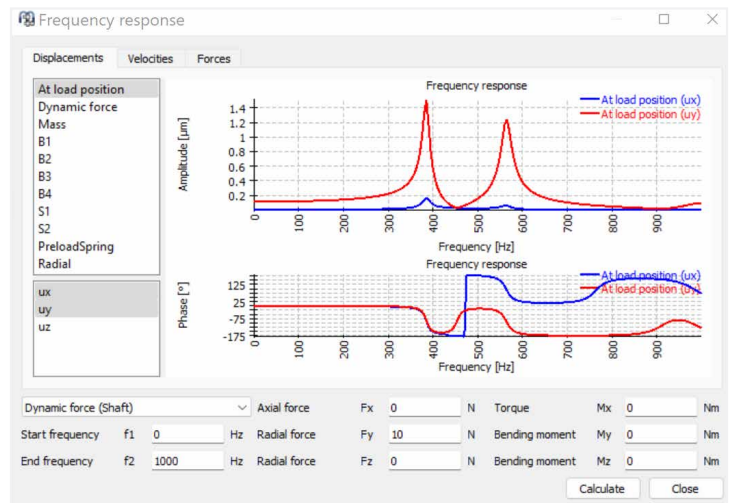 Frequency response
Displacements Velocities Forces
At load position
Dynamic force
Mass
B1
B2
B3
B4
S1
S2
PreloadSpring
Radial
ux
uy
uz
Frequency response
At load position (ux)
At load position (uy)
Amplitude [µm]
1.4
1.2
1
0.8
0.6
0.4
0.2
0 100 200 300 400 500 600 700 800 900
Frequency [Hz]
Frequency response
At load position (ux)
At load position (uy)
Phase [°]
125
25
-75
-175
0 100 200 300 400 500 600 700 800 900
Frequency [Hz]
Dynamic force (Shaft) Axial force Fx 0 N Torque Mx 0 Nm
Start frequency f1 0 Hz Radial force Fy 10 N Bending moment My 0 Nm
End frequency f2 1000 Hz Radial force Fz 0 N Bending moment Mz 0 Nm
Calculate Close